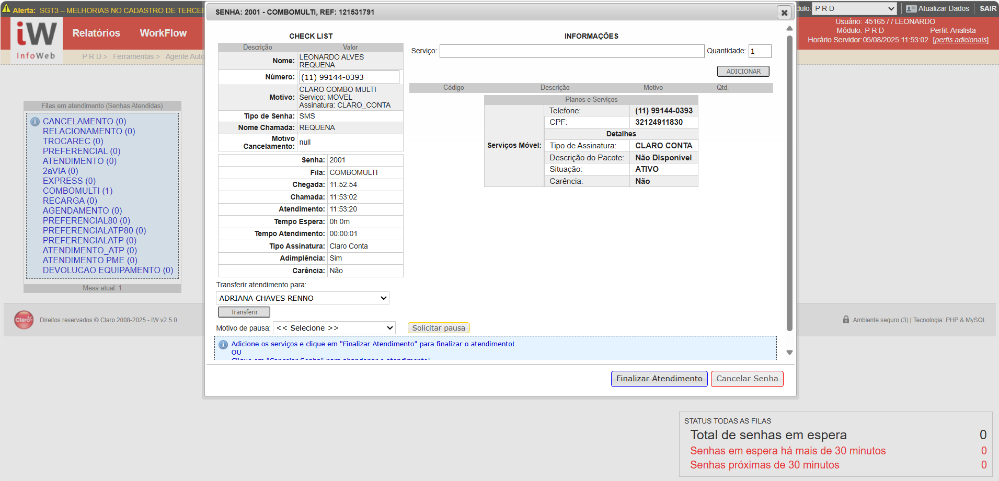 Alerta: SGT3 – MELHORIAS NO CADASTRO DE TERCEI
dulo: P R D
Atualizar Dados
SAIR
iW
InfoWeb
Relatórios
WorkFlow
Usuário: 45165 / / LEONARDO
Módulo: P R D Perfil: Analista
Horário Servidor: 05/08/2025 11:53:02 [perfis adicionais]
P R D > Ferramentas > Agente Auto
Filas em atendimento (Senhas Atendidas)
CANCELAMENTO (0)
RELACIONAMENTO (0)
TROCAREC (0)
PREFERENCIAL (0)
ATENDIMENTO (0)
2aVIA (0)
EXPRESS (0)
COMBOMULTI (1)
RECARGA (0)
AGENDAMENTO (0)
PREFERENCIAL80 (0)
PREFERENCIALATP80 (0)
PREFERENCIALATP (0)
ATENDIMENTO_ATP (0)
ATENDIMENTO PME (0)
DEVOLUCAO EQUIPAMENTO (0)
Mesa atual: 1
SENHA: 2001 - COMBOMULTI, REF: 121531791
CHECK LIST
Descrição Valor
Nome: LEONARDO ALVES
REQUENA
Número: (11) 99144-0393
Motivo: CLARO COMBO MULTI
Serviço: MOVEL
Assinatura: CLARO_CONTA
Tipo de Senha: SMS
Nome Chamada: REQUENA
Motivo
Cancelamento: null
Senha: 2001
Fila: COMBOMULTI
Chegada: 11:52:54
Chamada: 11:53:02
Atendimento: 11:53:20
Tempo Espera: 0h 0m
Tempo Atendimento: 00:00:01
Tipo Assinatura: Claro Conta
Adimplência: Sim
Carência: Não
Transferir atendimento para:
ADRIANA CHAVES RENNO
Transferir
Motivo de pausa: << Selecione >> Solicitar pausa
INFORMAÇÕES
Serviço: Quantidade: 1
ADICIONAR
Código Descrição Motivo Qtd.
Planos e Serviços
Serviços Móvel:
Telefone: (11) 99144-0393
CPF: 32124911830
Detalhes
Tipo de Assinatura: CLARO CONTA
Descrição do Pacote: Não Disponível
Situação: ATIVO
Carência: Não
Adicione os serviços e clique em "Finalizar Atendimento" para finalizar o atendimento!
OU
Clique em "Cancelar Senha" para abandonar o atendimento!
Finalizar Atendimento
Cancelar Senha
Claro
Direitos reservados © Claro 2008-2025 - IW v2.5.0
Ambiente seguro (3) | Tecnologia: PHP & MySQL
STATUS TODAS AS FILAS
Total de senhas em espera 0
Senhas em espera há mais de 30 minutos 0
Senhas próximas de 30 minutos 0